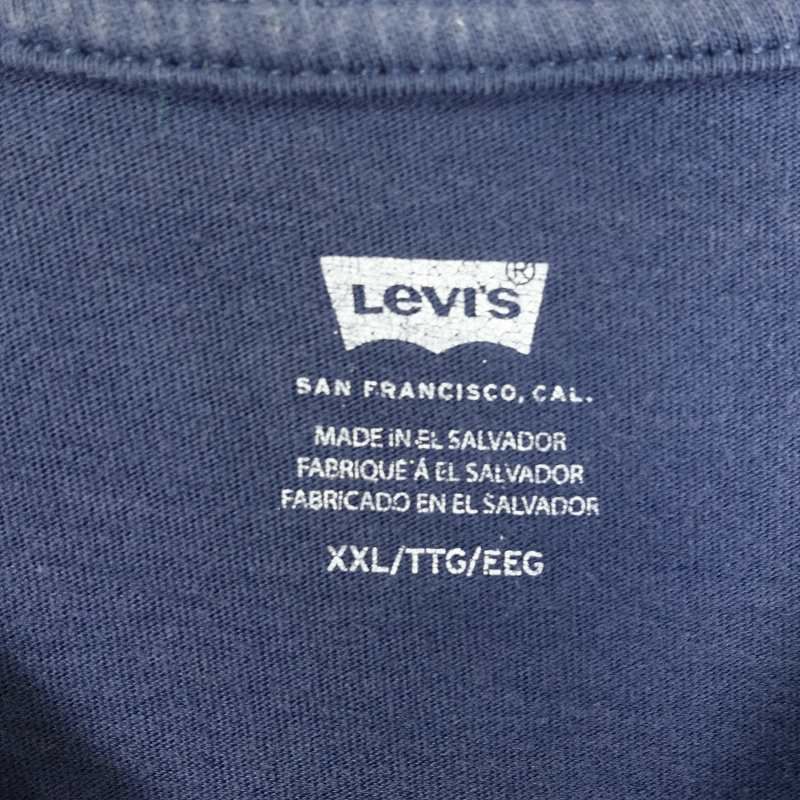 Levi's®
SAN FRANCISCO, CAL.
MADE IN EL SALVADOR
FABRIQUÉ Á EL SALVADOR
FABRICADO EN EL SALVADOR
XXL/TTG/EEG